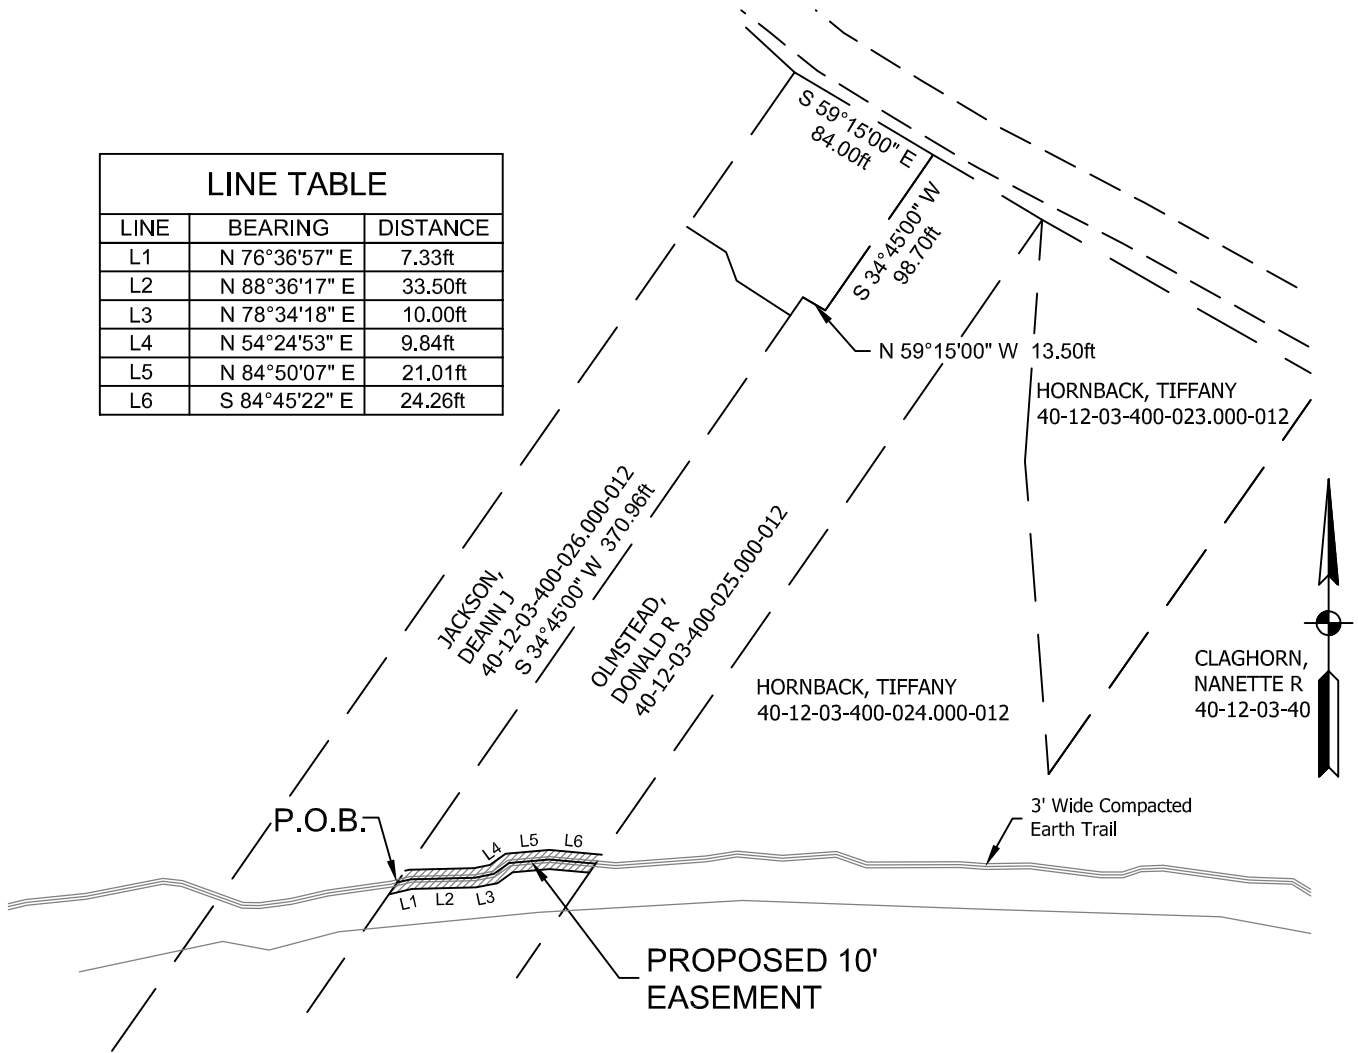 LINE TABLE
LINE BEARING DISTANCE
L1 N 76°36'57" E 7.33ft
L2 N 88°36'17" E 33.50ft
L3 N 78°34'18" E 10.00ft
L4 N 54°24'53" E 9.84ft
L5 N 84°50'07" E 21.01ft
L6 S 84°45'22" E 24.26ft
S 59°15'00" E
84.00ft
S 34°45'00" W
98.70ft
N 59°15'00" W 13.50ft
HORNBACK, TIFFANY
40-12-03-400-023.000-012
JACKSON,
DEANN J
40-12-03-400-026.000-012
S 34°45'00" W 370.96ft
OLMSTEAD,
DONALD R
40-12-03-400-025.000-012
HORNBACK, TIFFANY
40-12-03-400-024.000-012
CLAGHORN,
NANETTE R
40-12-03-40
P.O.B.
3' Wide Compacted
Earth Trail
L4
L5
L6
L1
L2
L3
PROPOSED 10'
EASEMENT